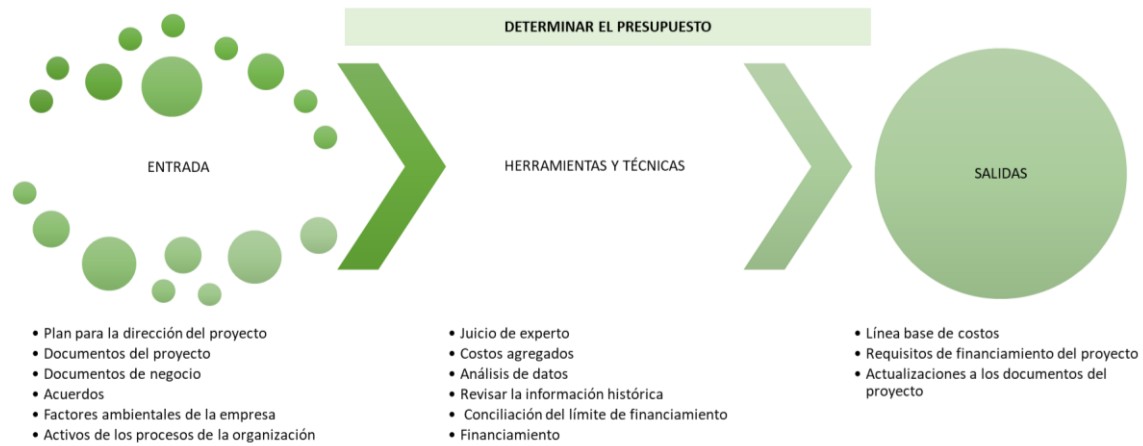 DETERMINAR EL PRESUPUESTO
ENTRADA
HERRAMIENTAS Y TÉCNICAS
SALIDAS
• Plan para la dirección del proyecto
• Documentos del proyecto
• Documentos de negocio
• Acuerdos
• Factores ambientales de la empresa
• Activos de los procesos de la organización
• Juicio de experto
• Costos agregados
• Análisis de datos
• Revisar la información histórica
• Conciliación del límite de financiamiento
• Financiamiento
• Línea base de costos
• Requisitos de financiamiento del proyecto
• Actualizaciones a los documentos del
proyecto